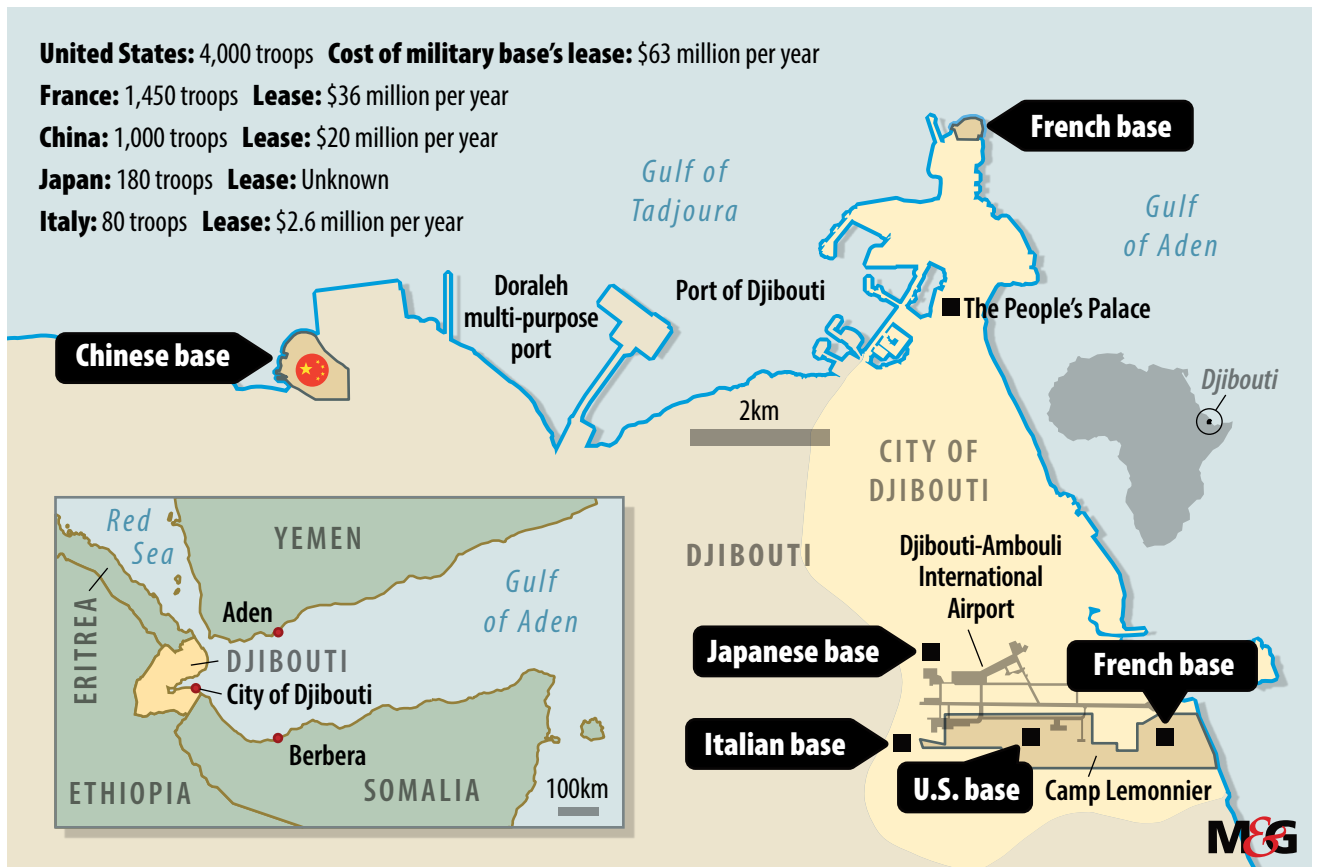 United States: 4,000 troops Cost of military base’s lease: $63 million per year
France: 1,450 troops Lease: $36 million per year
China: 1,000 troops Lease: $20 million per year
Japan: 180 troops Lease: Unknown
Italy: 80 troops Lease: $2.6 million per year
French base
Gulf of
Tadjoura
Gulf
of Aden
Doraleh
multi-purpose
port
Port of Djibouti
The People’s Palace
Chinese base
Djibouti
2km
CITY OF
DJIBOUTI
DJIBOUTI
Djibouti-Ambouli
International
Airport
Japanese base
French base
Italian base
U.S. base
Camp Lemonnier
Red
Sea
YEMEN
Gulf
of Aden
Aden
ERITREA
DJIBOUTI
City of Djibouti
Berbera
ETHIOPIA
SOMALIA
100km
M&G